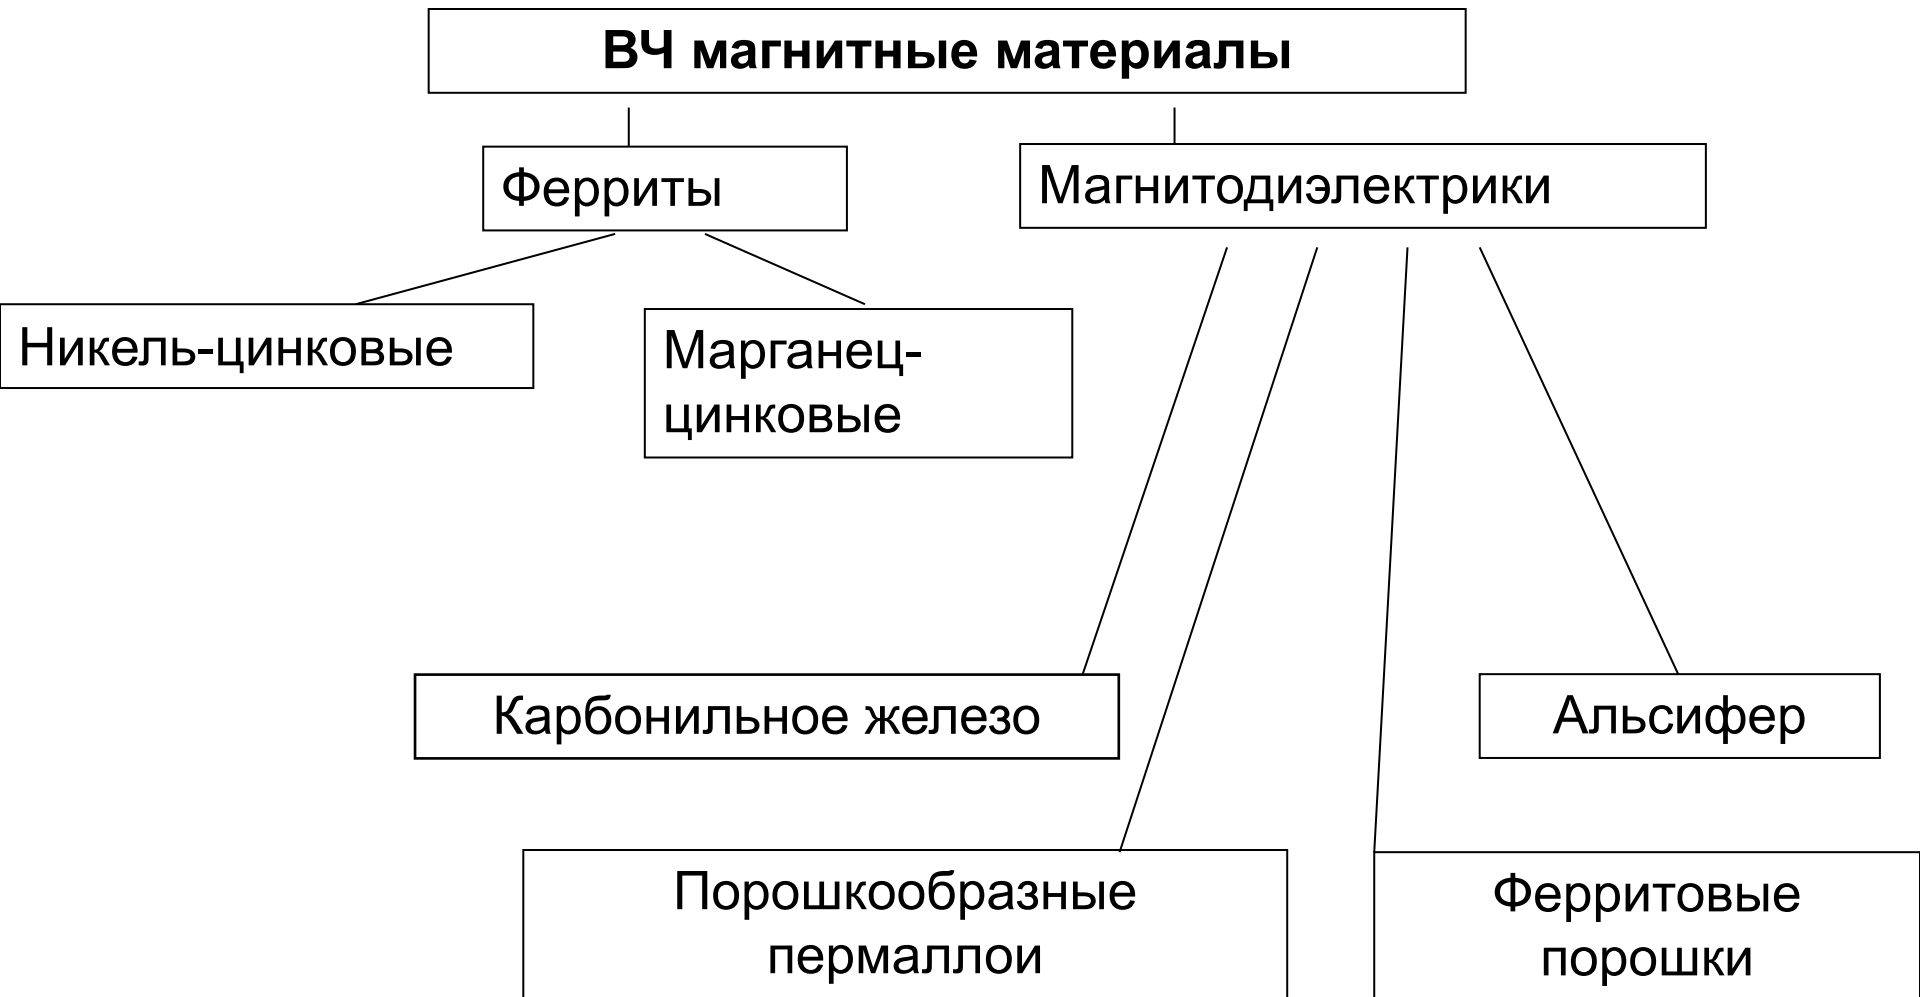 ВЧ магнитные материалы
Ферриты
Магнитодиэлектрики
Никель-цинковые
Марганец-
цинковые
Карбонильное железо
Альсифер
Порошкообразные
пермаллои
Ферритовые
порошки